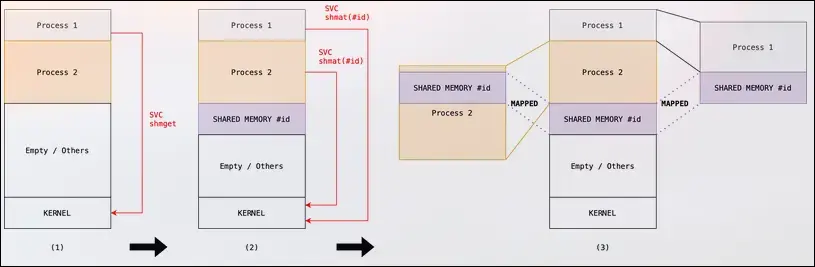 Process 1
Process 2
SVC
shmget
Empty / Others
KERNEL
(1)
SVC
shmat(#id)
Process 1
SVC
shmat(#id)
Process 2
SHARED MEMORY #id
Empty / Others
KERNEL
(2)
SHARED MEMORY #id
Process 2
MAPPED
Process 1
Process 2
SHARED MEMORY #id
Empty / Others
KERNEL
(3)
MAPPED
Process 1
SHARED MEMORY #id